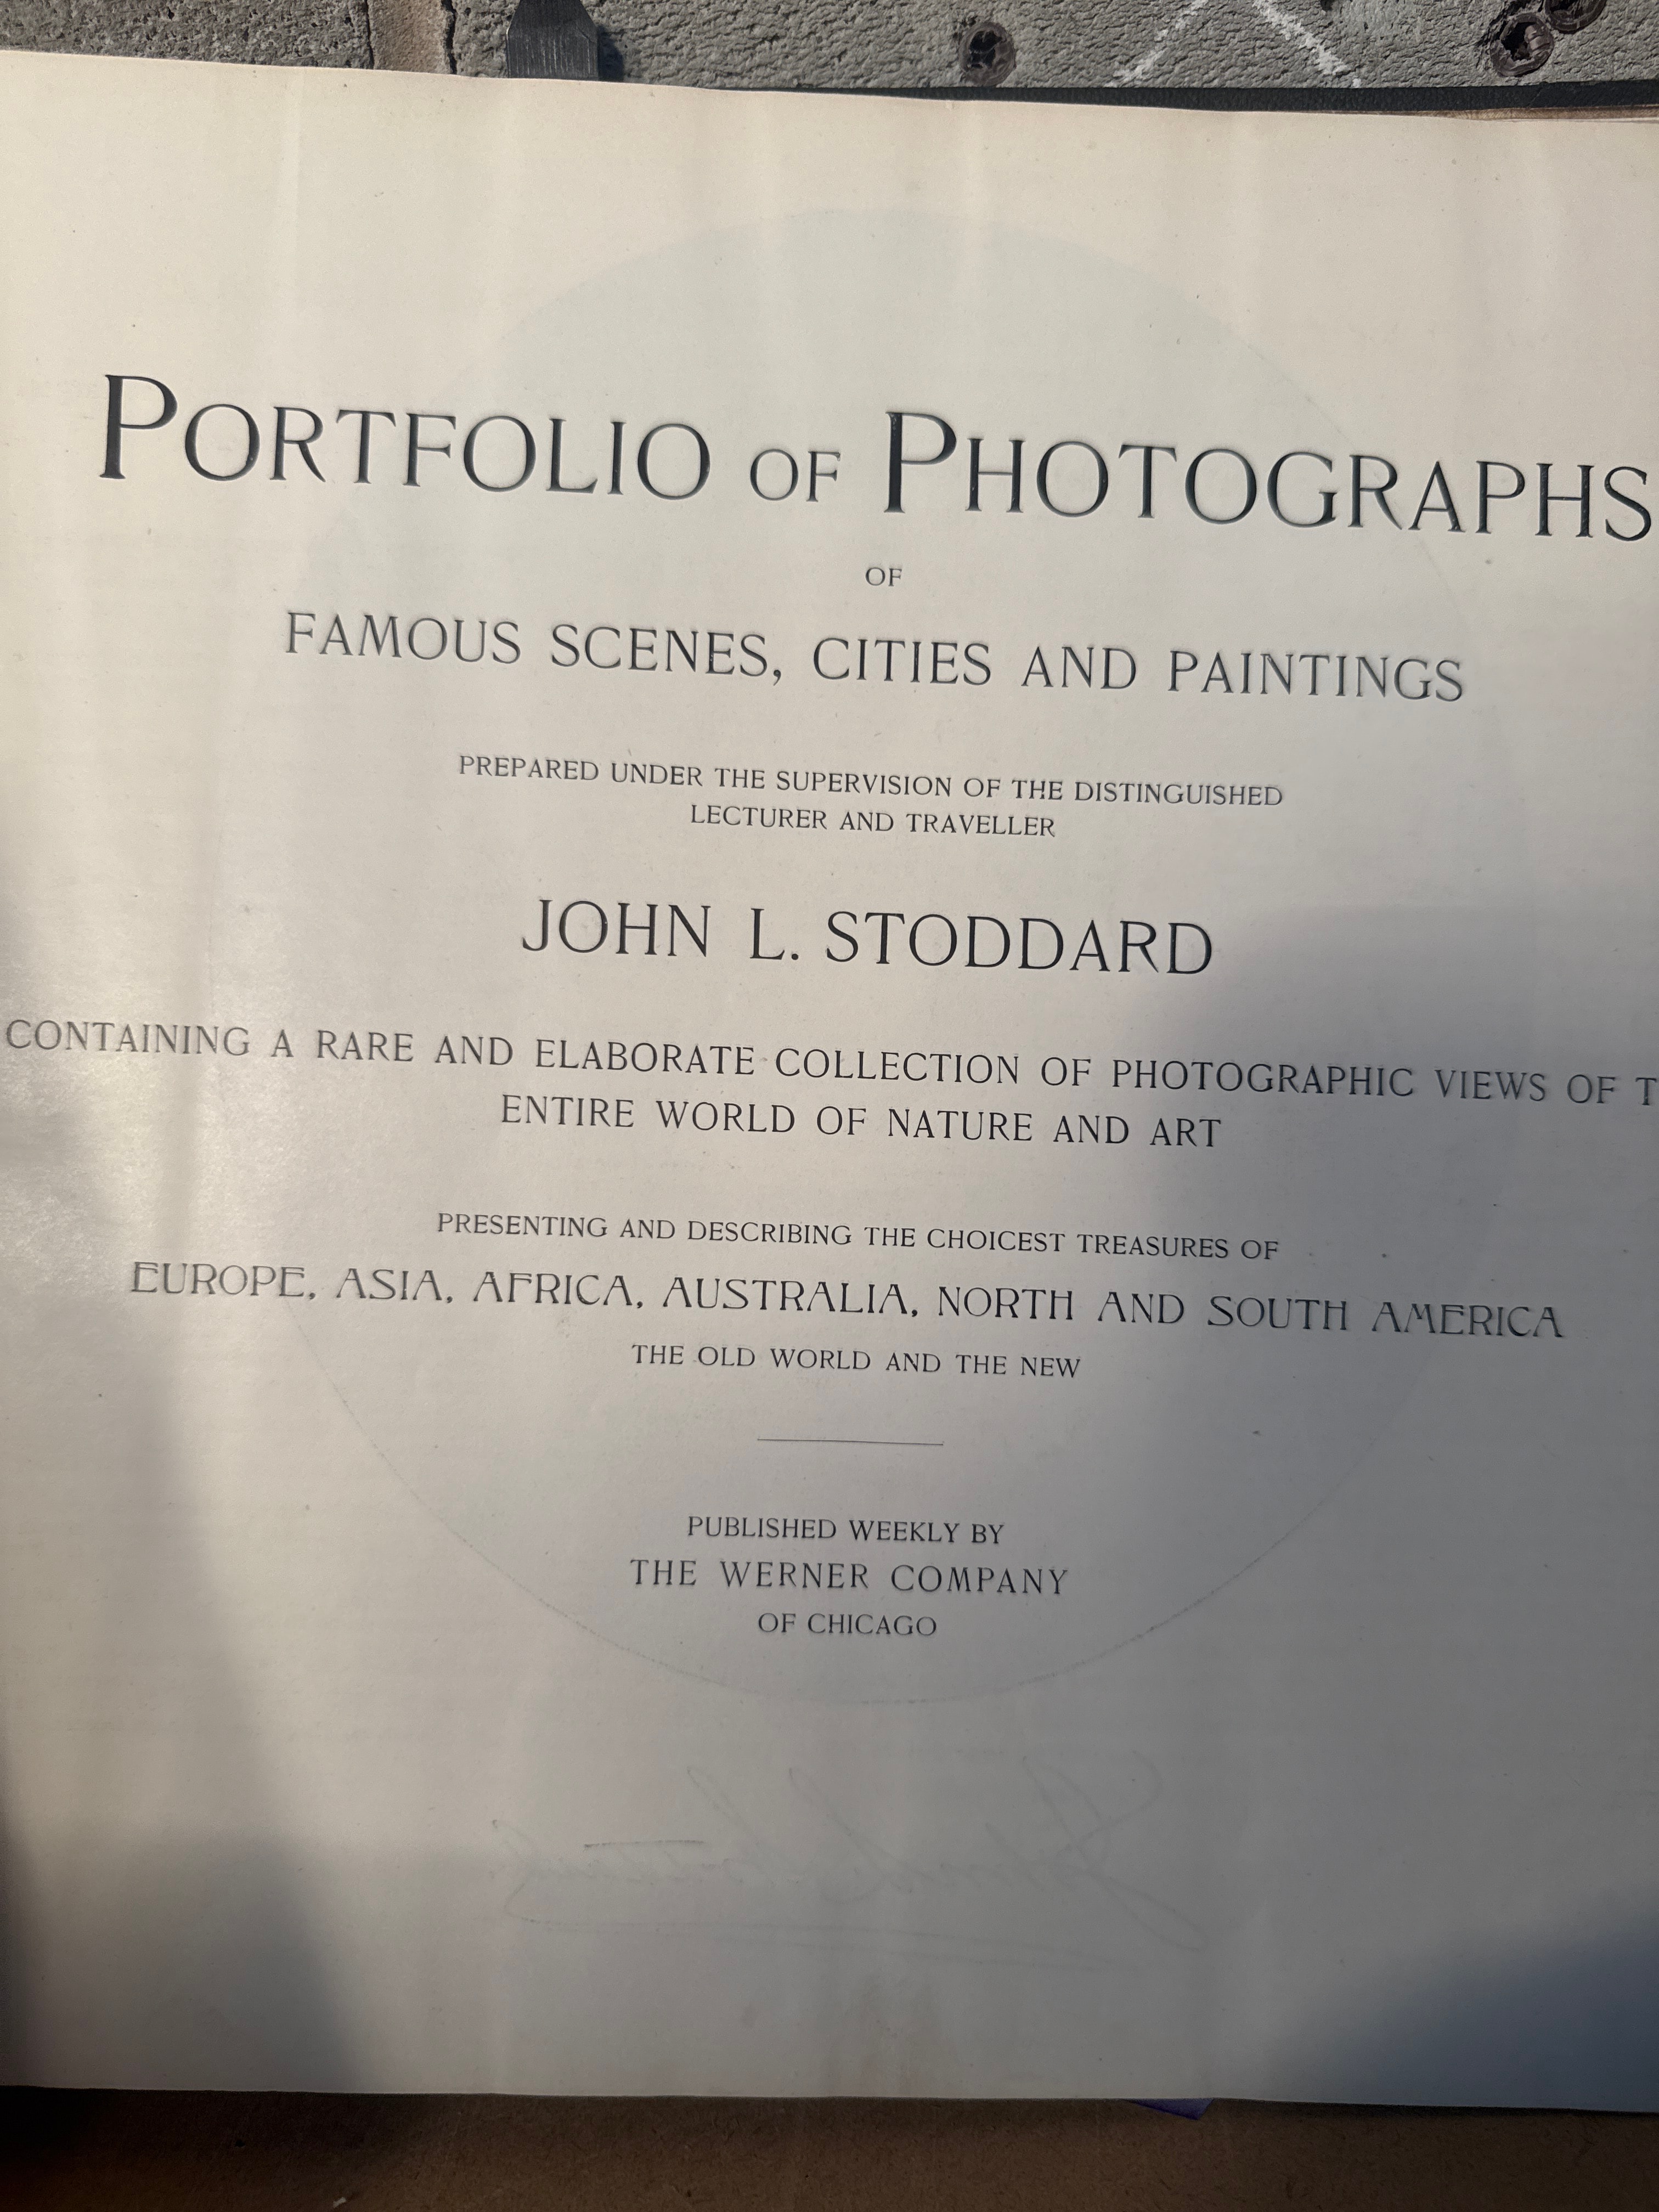 PORTFOLIO OF PHOTOGRAPHS
OF
FAMOUS SCENES, CITIES AND PAINTINGS
PREPARED UNDER THE SUPERVISION OF THE DISTINGUISHED
LECTURER AND TRAVELLER
JOHN L. STODDARD
CONTAINING A RARE AND ELABORATE COLLECTION OF PHOTOGRAPHIC VIEWS OF T
ENTIRE WORLD OF NATURE AND ART
PRESENTING AND DESCRIBING THE CHOICEST TREASURES OF
EUROPE, ASIA, AFRICA, AUSTRALIA, NORTH AND SOUTH AMERICA
THE OLD WORLD AND THE NEW
PUBLISHED WEEKLY BY
THE WERNER COMPANY
OF CHICAGO